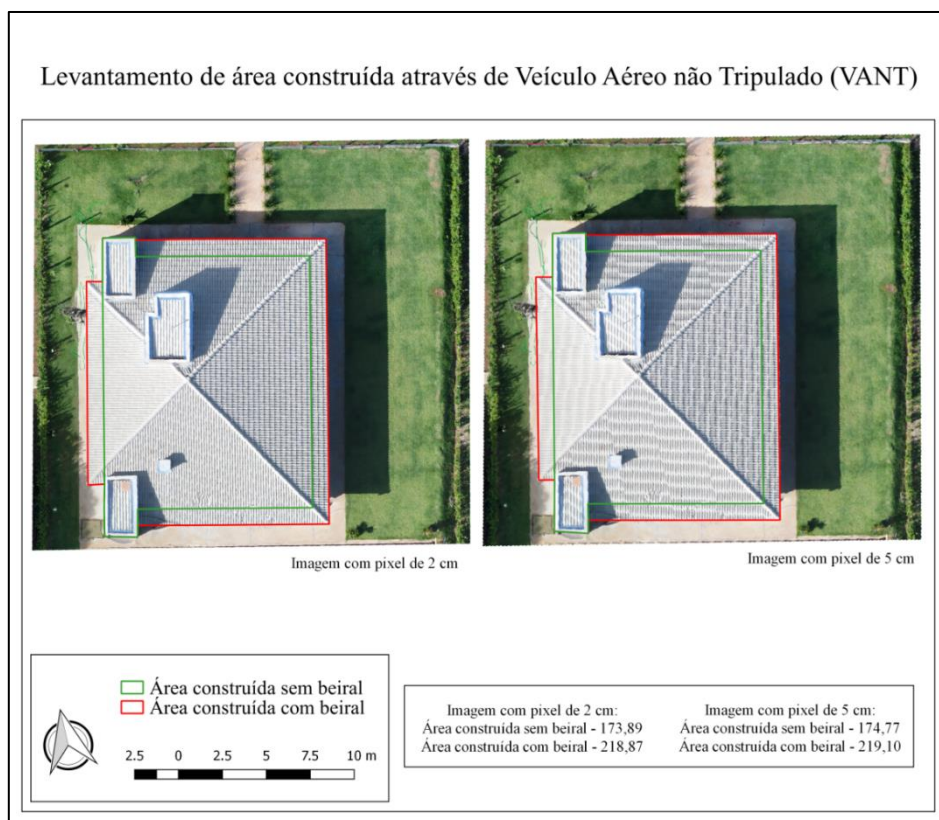 Levantamento de área construída através de Veículo Aéreo não Tripulado (VANT)
Imagem com pixel de 2 cm
Imagem com pixel de 5 cm
Área construída sem beiral
Área construída com beiral
2.5 0 2.5 5 7.5 10 m
Imagem com pixel de 2 cm:
Área construída sem beiral - 173,89
Área construída com beiral - 218,87
Imagem com pixel de 5 cm:
Área construída sem beiral - 174,77
Área construída com beiral - 219,10